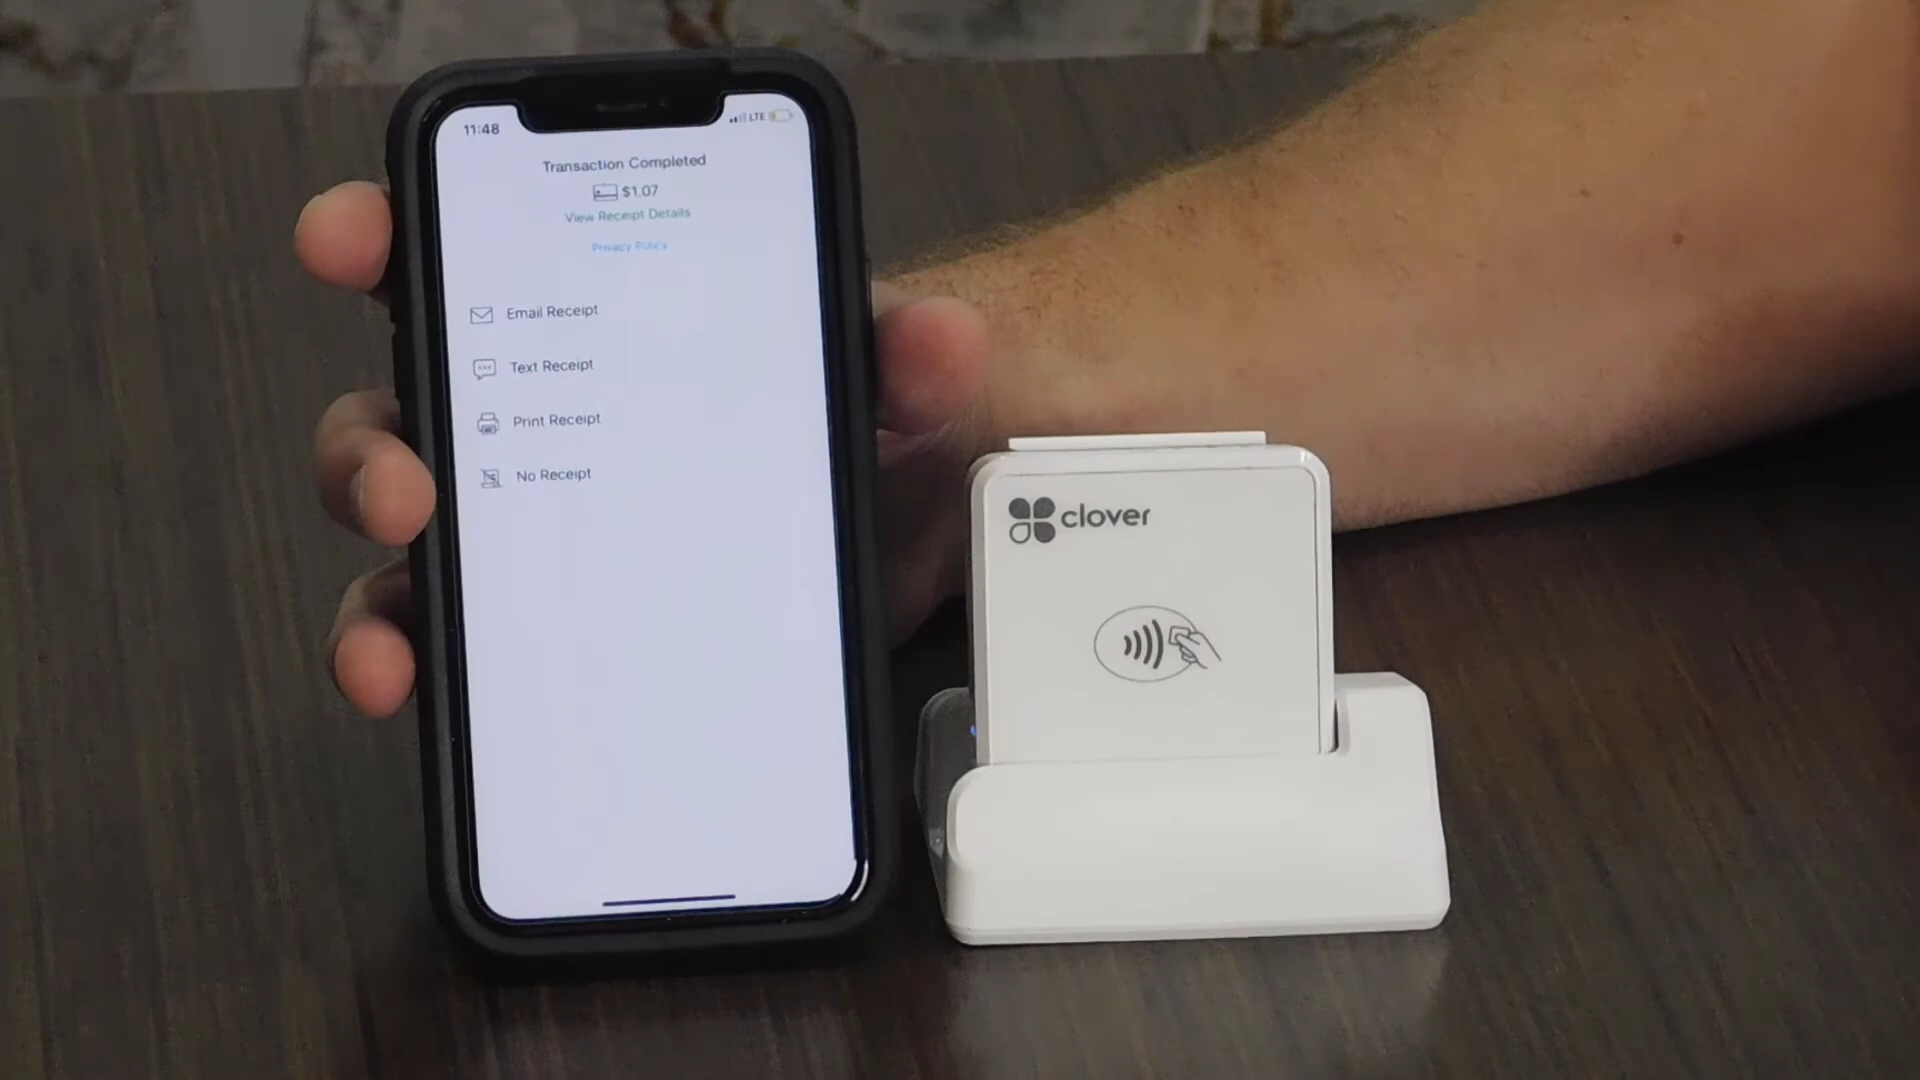 11:48
LTE
Transaction Completed
$1.07
View Receipt Details
Privacy Policy
Email Receipt
Text Receipt
Print Receipt
No Receipt
clover